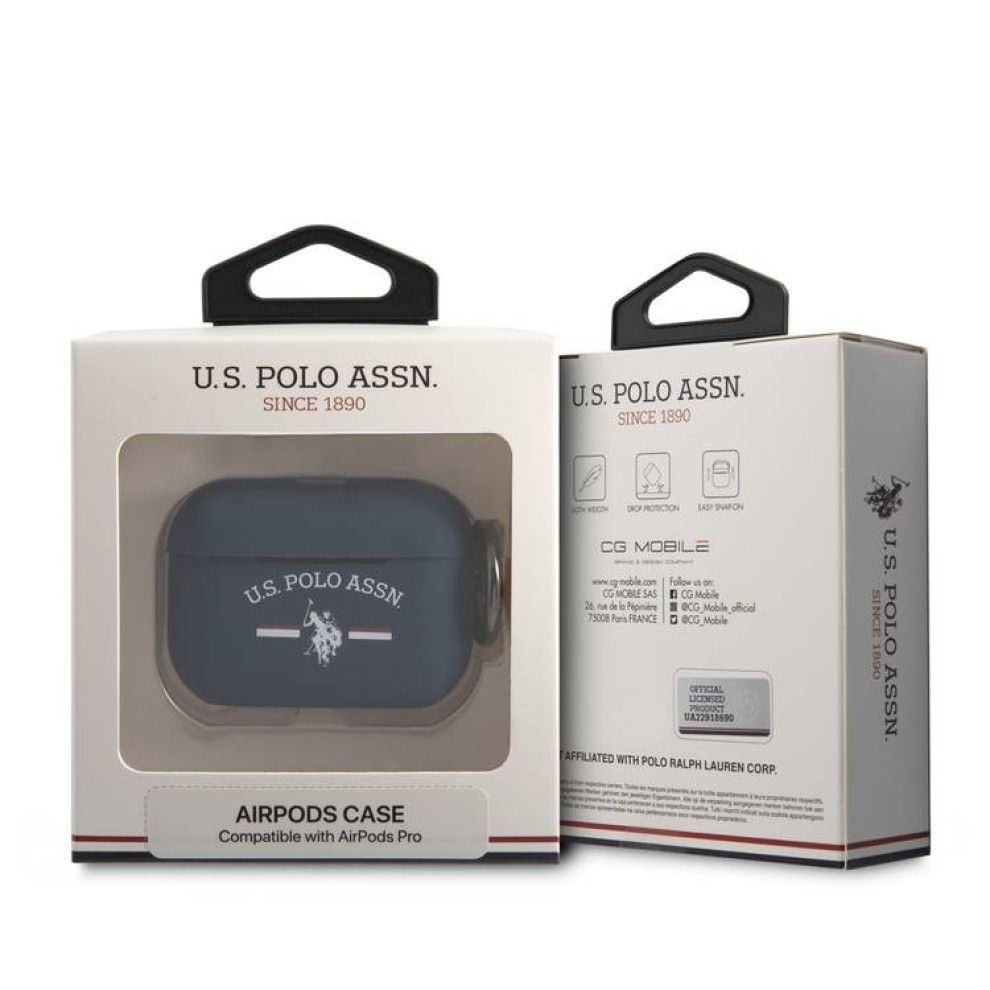 U.S. POLO ASSN.
SINCE 1890
U.S. POLO ASSN.
AIRPODS CASE
Compatible with AirPods Pro
U.S. POLO ASSN.
SINCE 1890
WEIGTH
DROP PROTECTION
EASY SNAP-ON
CG MOBILE
www.cg-mobile.com
CG MOBILE SAS
26, rue de la Pépinière
75008 Paris FRANCE
Follow us on:
CG Mobile
@CG_Mobile_official
@CG_Mobile
OFFICIAL
LICENSED
PRODUCT
UA22918690
AFFILIATED WITH POLO RALPH LAUREN CORP.
U.S. POLO ASSN.
SINCE 1890